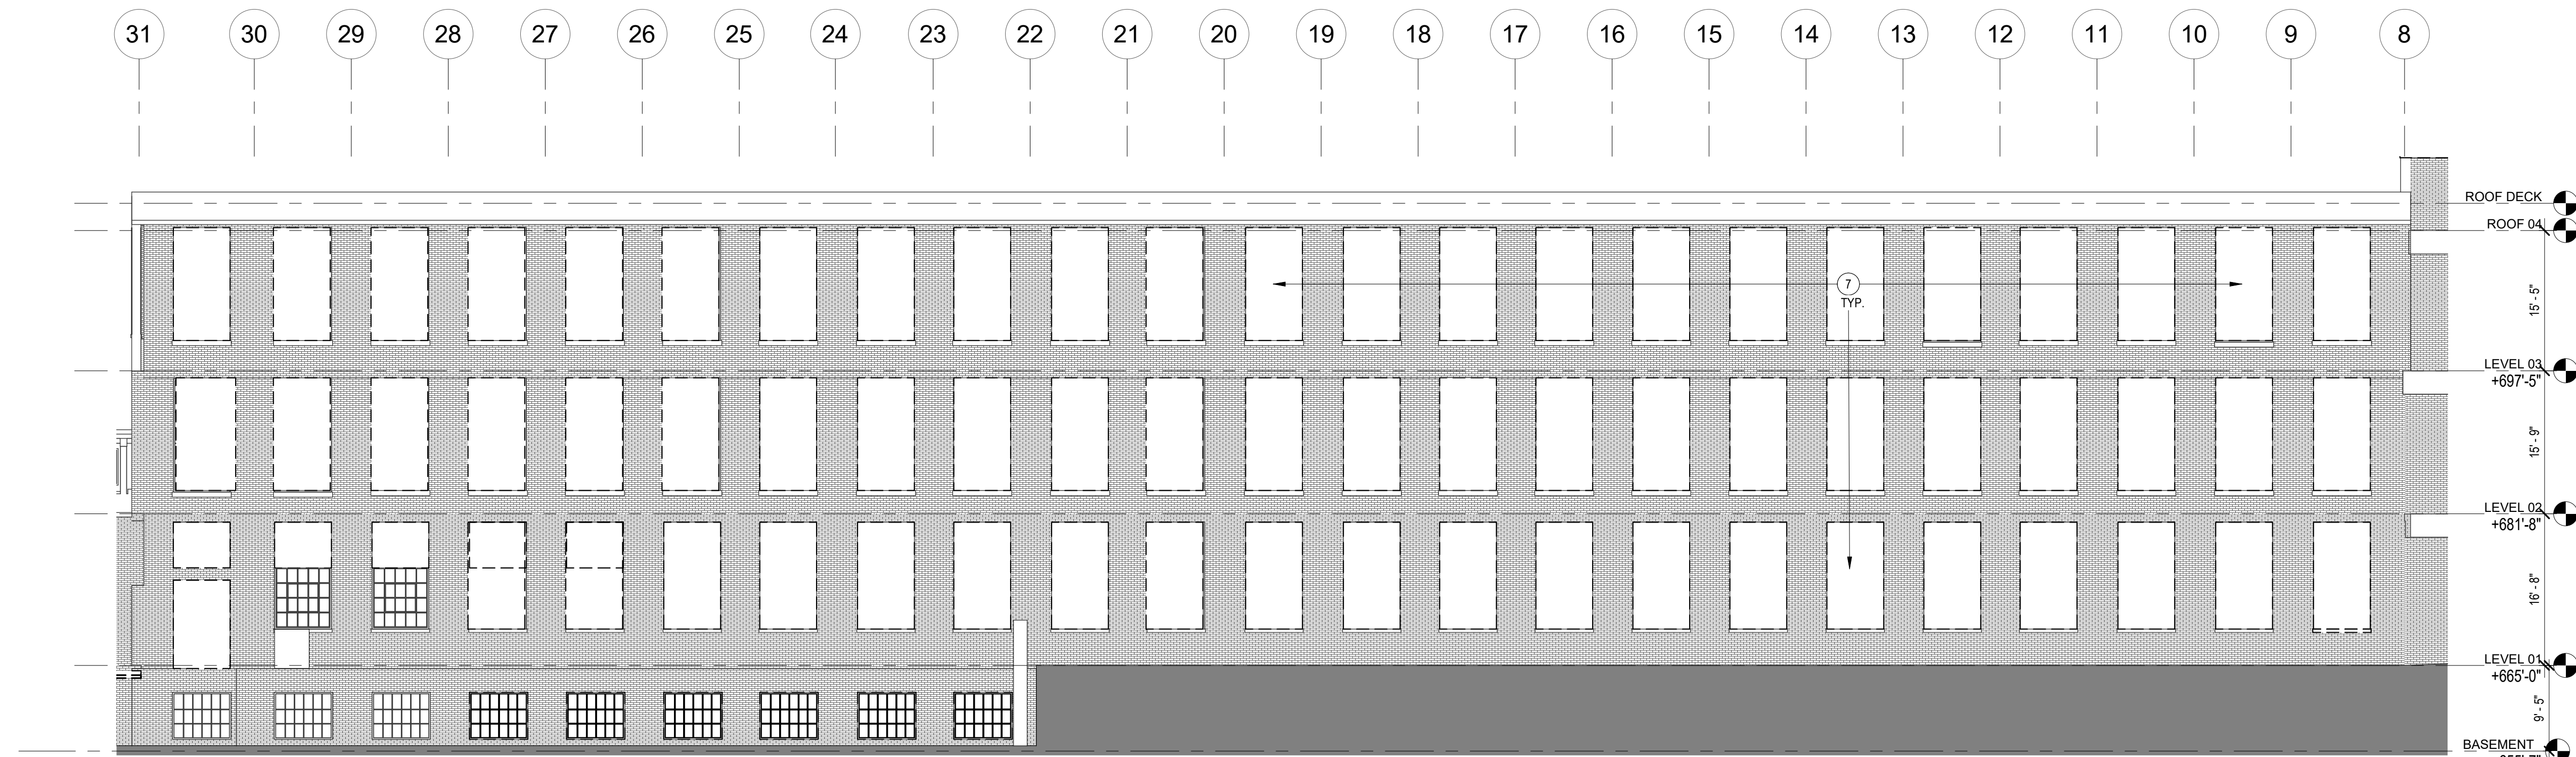 31 30 29 28 27 26 25 24 23 22 21 20 19 18 17 16 15 14 13 12 11 10 9 8
ROOF DECK
ROOF 04
7
TYP.
15' - 5"
LEVEL 03
+697'-5"
15' - 9"
LEVEL 02
+681'-8"
16' - 8"
LEVEL 01
+665'-0"
9' - 5"
BASEMENT